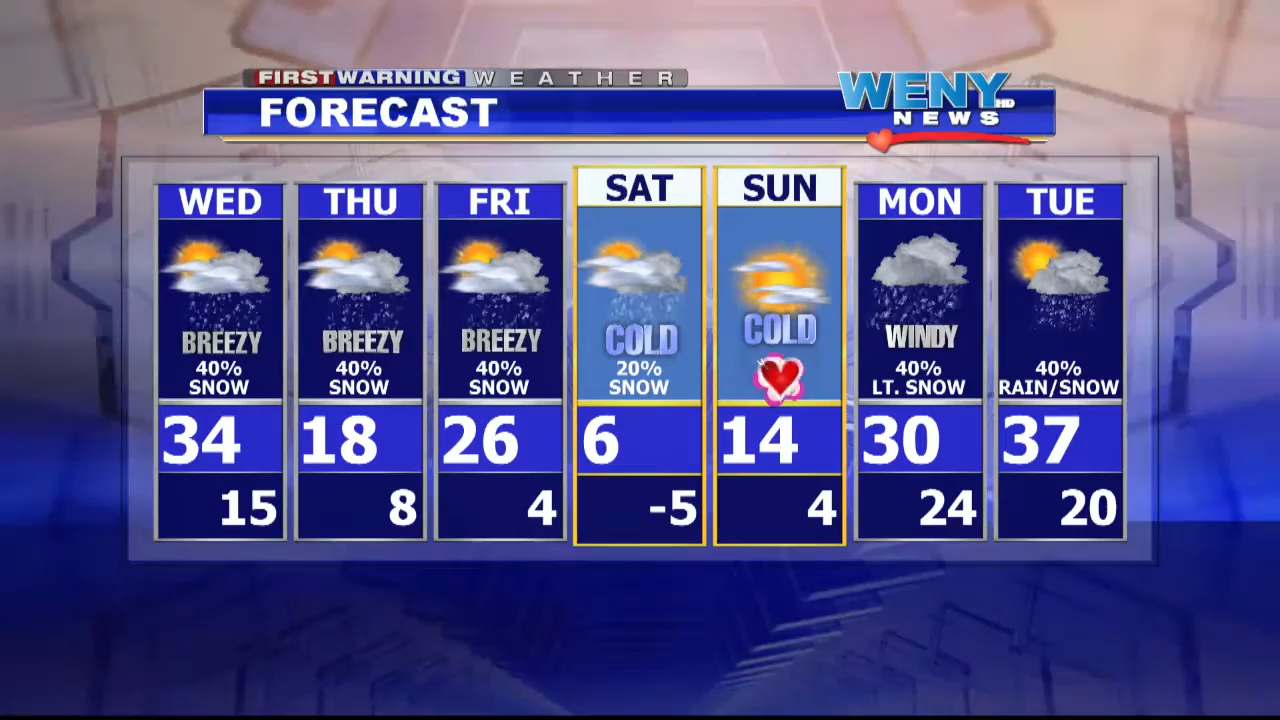 FIRSTWARNING WEATHER
FORECAST
WENY HD
NEWS
WED THU FRI SAT SUN MON TUE
BREEZY BREEZY BREEZY COLD COLD WINDY
40% 40% 40% 20% 40% 40%
SNOW SNOW SNOW SNOW LT. SNOW RAIN/SNOW
34 18 26 6 14 30 37
15 8 4 -5 4 24 20